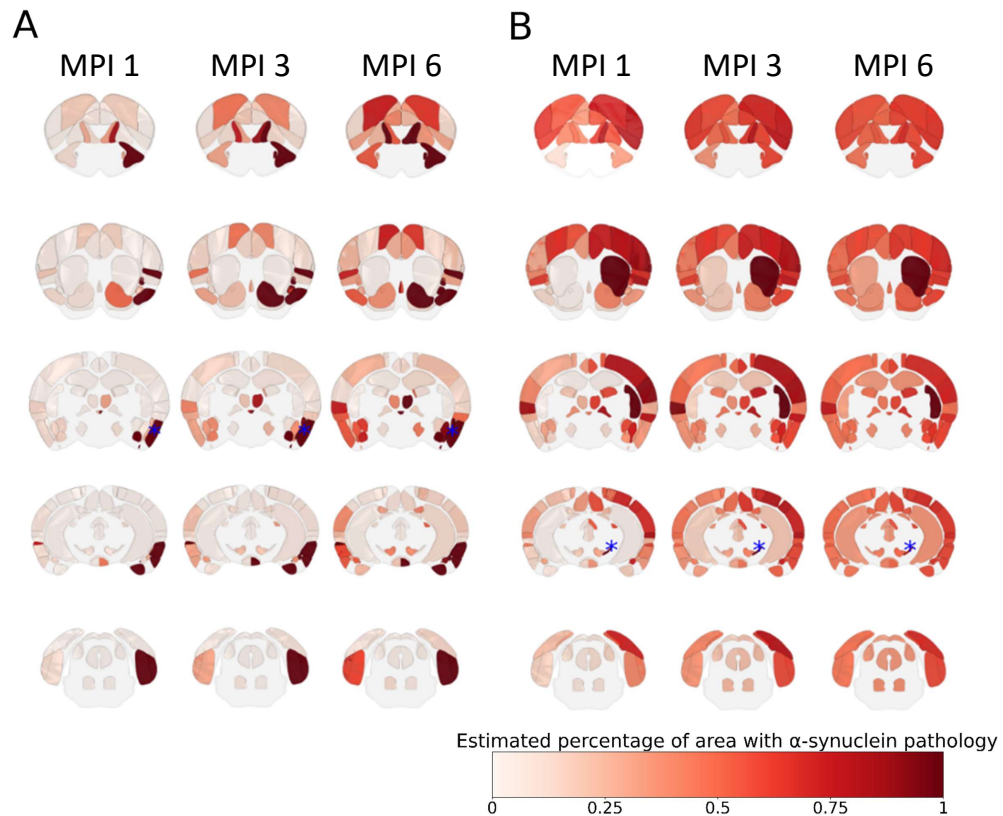 A
B
MPI 1 MPI 3 MPI 6
MPI 1 MPI 3 MPI 6
*
*
*
*
*
*
Estimated percentage of area with α-synuclein pathology
0 0.25 0.5 0.75 1